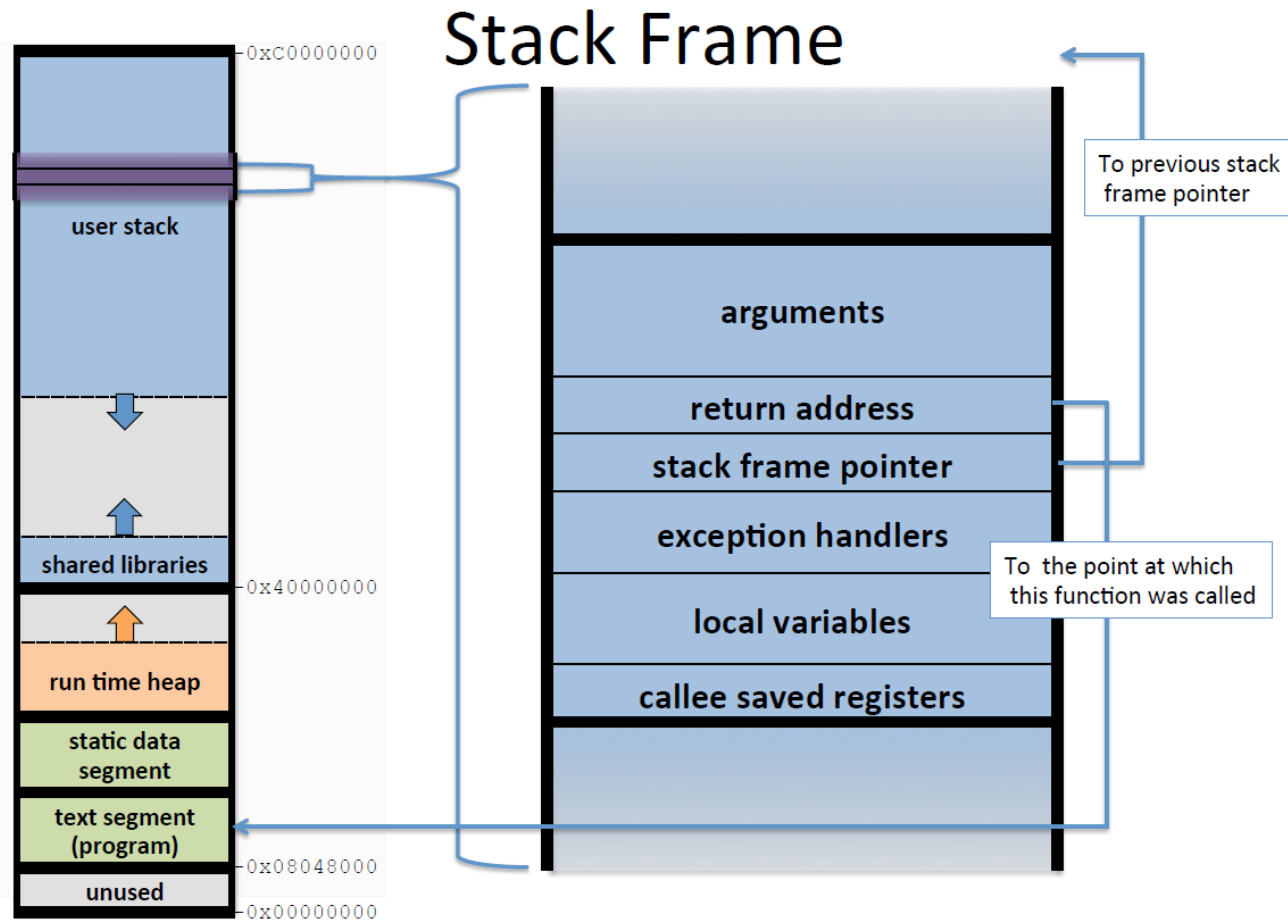 Stack Frame
0xC0000000
user stack
shared libraries
0x40000000
run time heap
static data
segment
text segment
(program)
0x08048000
unused
0x00000000
arguments
return address
stack frame pointer
exception handlers
local variables
callee saved registers
To previous stack
frame pointer
To the point at which
this function was called